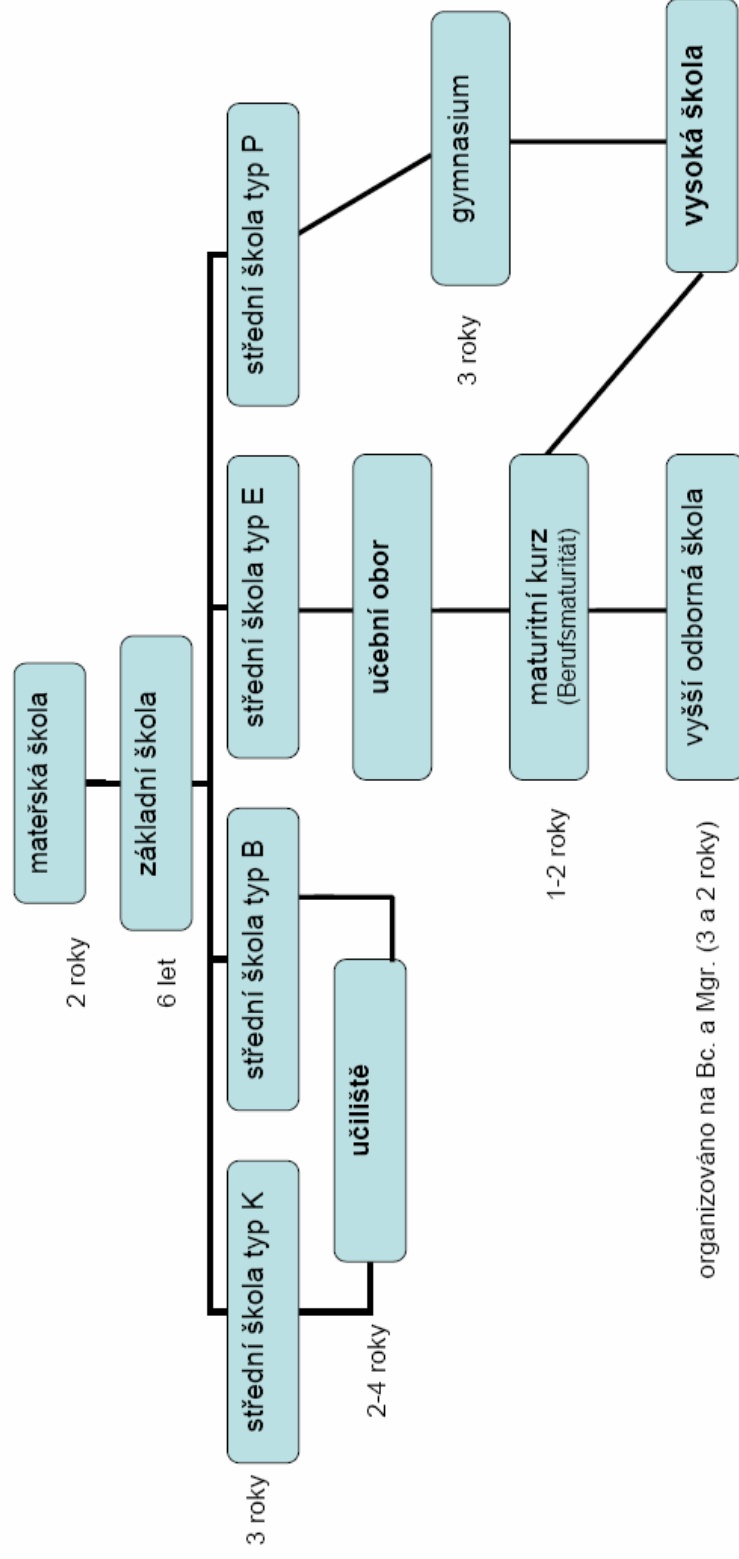 mateřská škola
2 roky
základní škola
6 let
střední škola typ K
střední škola typ B
střední škola typ E
střední škola typ P
3 roky
učiliště
2-4 roky
učební obor
gymnasium
3 roky
maturitní kurz
(Berufsmaturität)
1-2 roky
vyšší odborná škola
vysoká škola
organizováno na Bc. a Mgr. (3 a 2 roky)